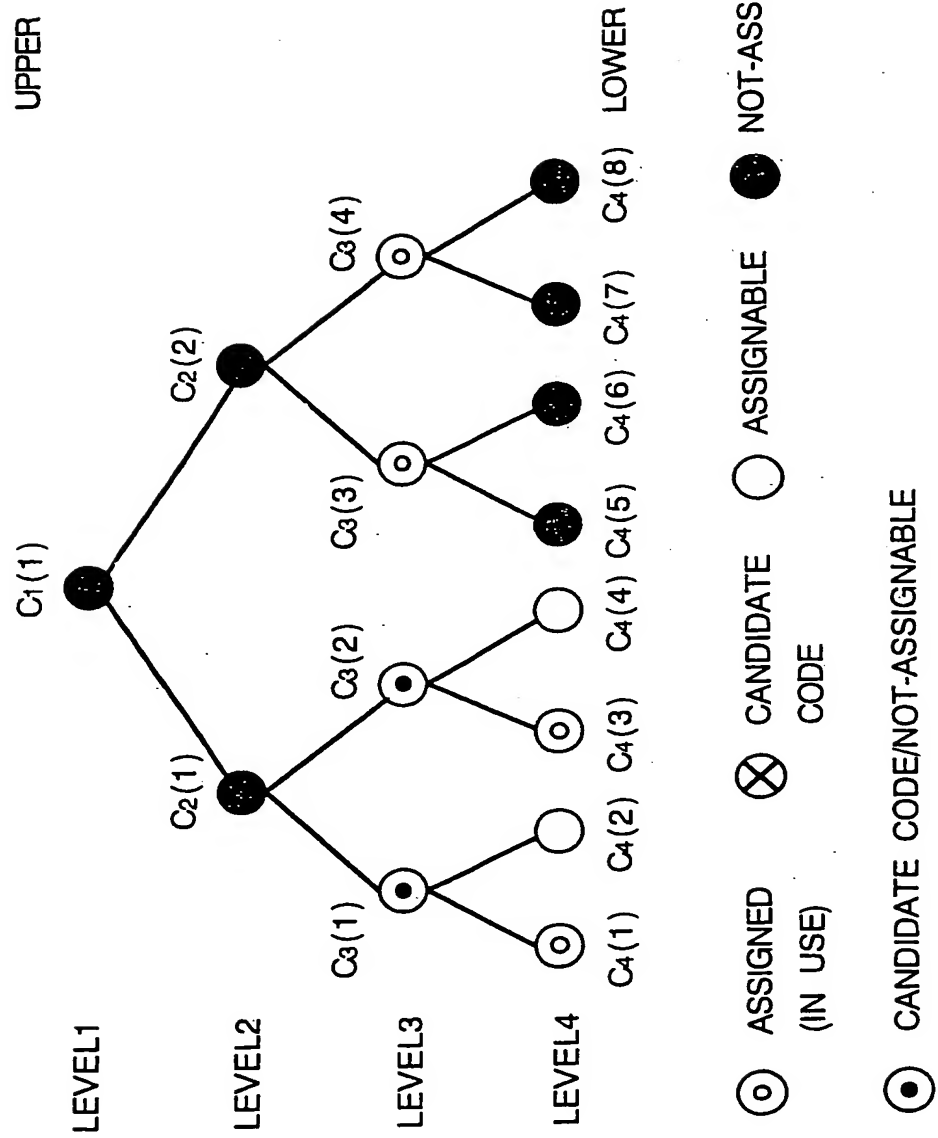 UPPER
C1(1)
LEVEL1
C2(1)
C2(2)
LEVEL2
C3(1)
C3(2)
C3(3)
C3(4)
LEVEL3
LEVEL4
C4(1)
C4(2)
C4(3)
C4(4)
C4(5)
C4(6)
C4(7)
C4(8)
LOWER
ASSIGNED
(IN USE)
CANDIDATE
CODE
ASSIGNABLE
NOT-ASS
CANDIDATE CODE/NOT-ASSIGNABLE